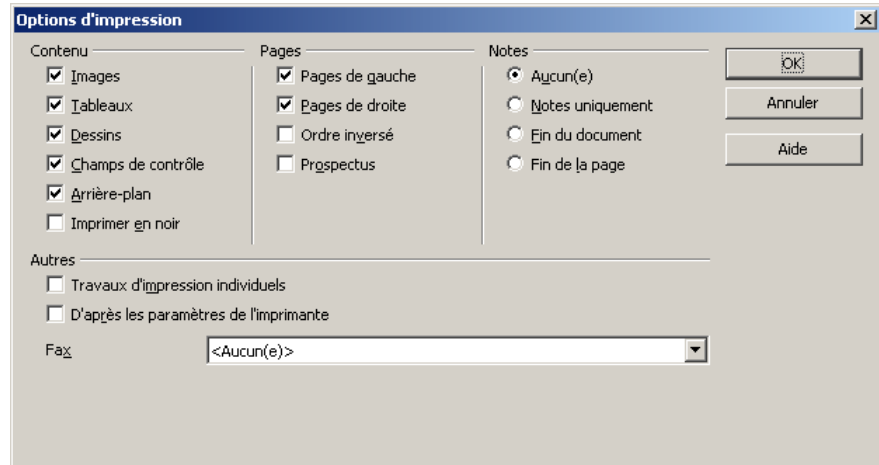 Options d'impression
Contenu
Images
Tableaux
Dessins
Champs de contrôle
Arrière-plan
Imprimer en noir
Pages
Pages de gauche
Pages de droite
Ordre inversé
Prospectus
Notes
Aucun(e)
Notes uniquement
Fin du document
Fin de la page
OK
Annuler
Aide
Autres
Travaux d'impression individuels
D'après les paramètres de l'imprimante
Fax
<Aucun(e)>